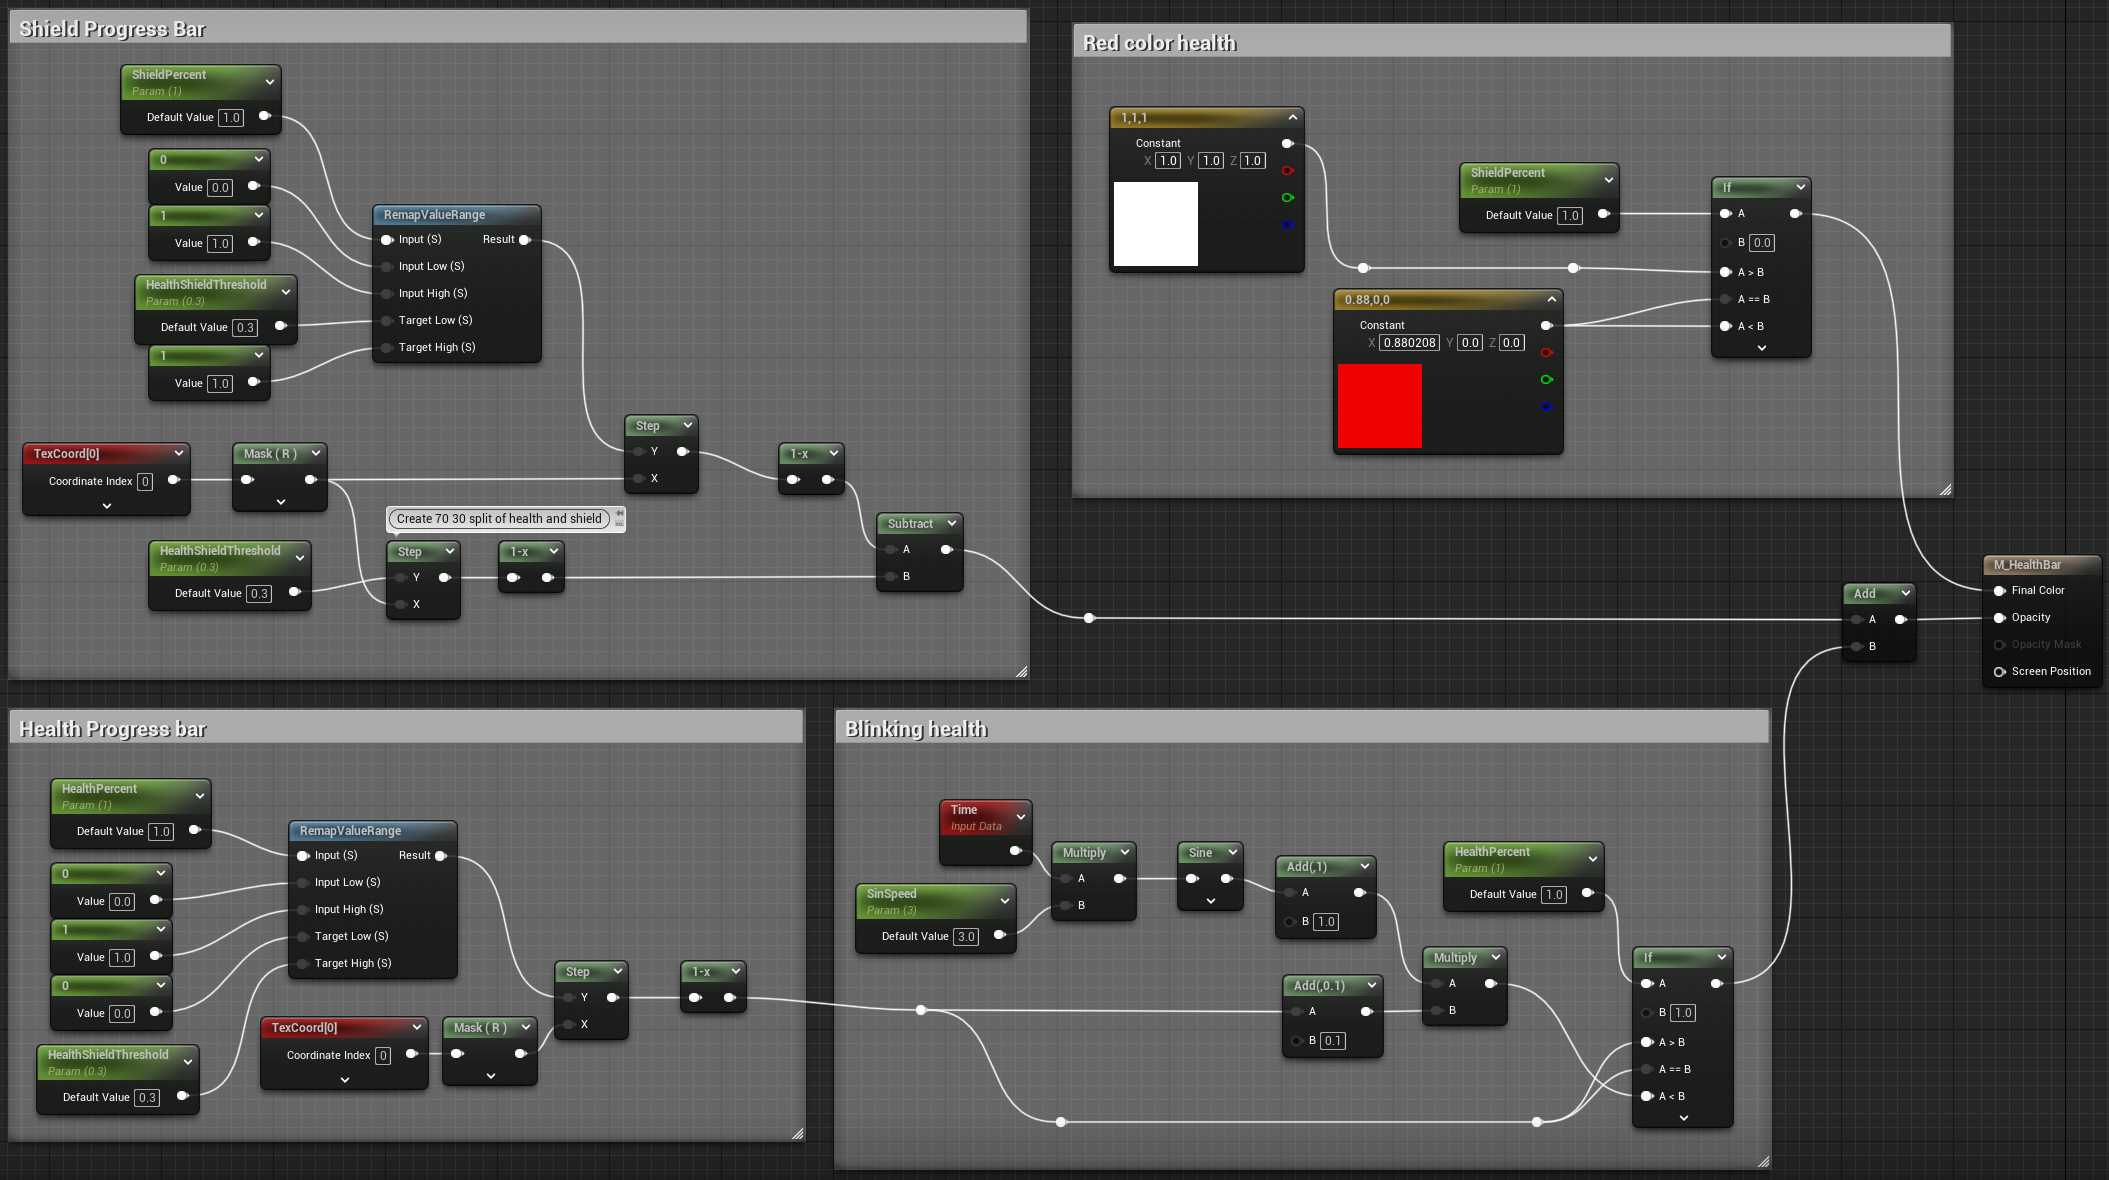 Shield Progress Bar
ShieldPercent
Param (1)
Default Value 1.0
0
Value 0.0
1
Value 1.0
HealthShieldThreshold
Param (0.3)
Default Value 0.3
1
Value 1.0
RemapValueRange
Input (S) Result
Input Low (S)
Input High (S)
Target Low (S)
Target High (S)
TexCoord[0]
Coordinate Index 0
Mask ( R )
Step
Y
X
1-x
Create 70 30 split of health and shield
HealthShieldThreshold
Param (0.3)
Default Value 0.3
Step
Y
X
1-x
Subtract
A
B
Red color health
1,1,1
Constant
X 1.0 Y 1.0 Z 1.0
0.88,0,0
Constant
X 0.880208 Y 0.0 Z 0.0
ShieldPercent
Param (1)
Default Value 1.0
If
A
B 0.0
A > B
A == B
A < B
Add
A
B
M_HealthBar
Final Color
Opacity
Opacity Mask
Screen Position
Health Progress bar
HealthPercent
Param (1)
Default Value 1.0
0
Value 0.0
1
Value 1.0
0
Value 0.0
HealthShieldThreshold
Param (0.3)
Default Value 0.3
RemapValueRange
Input (S) Result
Input Low (S)
Input High (S)
Target Low (S)
Target High (S)
TexCoord[0]
Coordinate Index 0
Mask ( R )
Step
Y
X
1-x
Blinking health
Time
Input Data
SinSpeed
Param (3)
Default Value 3.0
Multiply
A
B
Sine
Add(,1)
A
B 1.0
Add(,0.1)
A
B 0.1
Multiply
A
B
HealthPercent
Param (1)
Default Value 1.0
If
A
B 1.0
A > B
A == B
A < B